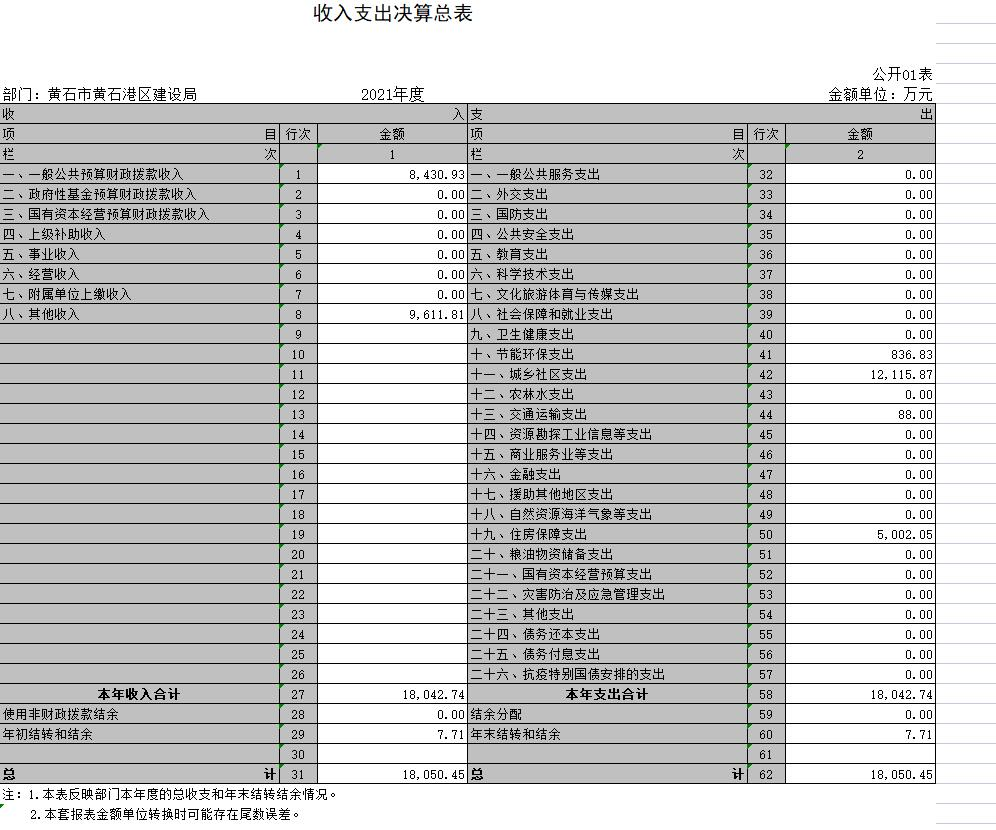 收入支出决算总表
公开01表
部门：黄石市黄石港区建设局 2021年度 金额单位：万元
收 入 支 出
项 目 行次 金额 项 目 行次 金额
栏 次 1 栏 次 2
一、一般公共预算财政拨款收入 1 8,430.93 一、一般公共服务支出 32 0.00
二、政府性基金预算财政拨款收入 2 0.00 二、外交支出 33 0.00
三、国有资本经营预算财政拨款收入 3 0.00 三、国防支出 34 0.00
四、上级补助收入 4 0.00 四、公共安全支出 35 0.00
五、事业收入 5 0.00 五、教育支出 36 0.00
六、经营收入 6 0.00 六、科学技术支出 37 0.00
七、附属单位上缴收入 7 0.00 七、文化旅游体育与传媒支出 38 0.00
八、其他收入 8 9,611.81 八、社会保障和就业支出 39 0.00
9 九、卫生健康支出 40 0.00
10 十、节能环保支出 41 836.83
11 十一、城乡社区支出 42 12,115.87
12 十二、农林水支出 43 0.00
13 十三、交通运输支出 44 88.00
14 十四、资源勘探工业信息等支出 45 0.00
15 十五、商业服务业等支出 46 0.00
16 十六、金融支出 47 0.00
17 十七、援助其他地区支出 48 0.00
18 十八、自然资源海洋气象等支出 49 0.00
19 十九、住房保障支出 50 5,002.05
20 二十、粮油物资储备支出 51 0.00
21 二十一、国有资本经营预算支出 52 0.00
22 二十二、灾害防治及应急管理支出 53 0.00
23 二十三、其他支出 54 0.00
24 二十四、债务还本支出 55 0.00
25 二十五、债务付息支出 56 0.00
26 二十六、抗疫特别国债安排的支出 57 0.00
本年收入合计 27 18,042.74 本年支出合计 58 18,042.74
使用非财政拨款结余 28 0.00 结余分配 59 0.00
年初结转和结余 29 7.71 年末结转和结余 60 7.71
30 61
总 计 31 18,050.45 总 计 62 18,050.45
注：1.本表反映部门本年度的总收支和年末结转结余情况。
2.本套报表金额单位转换时可能存在尾数误差。